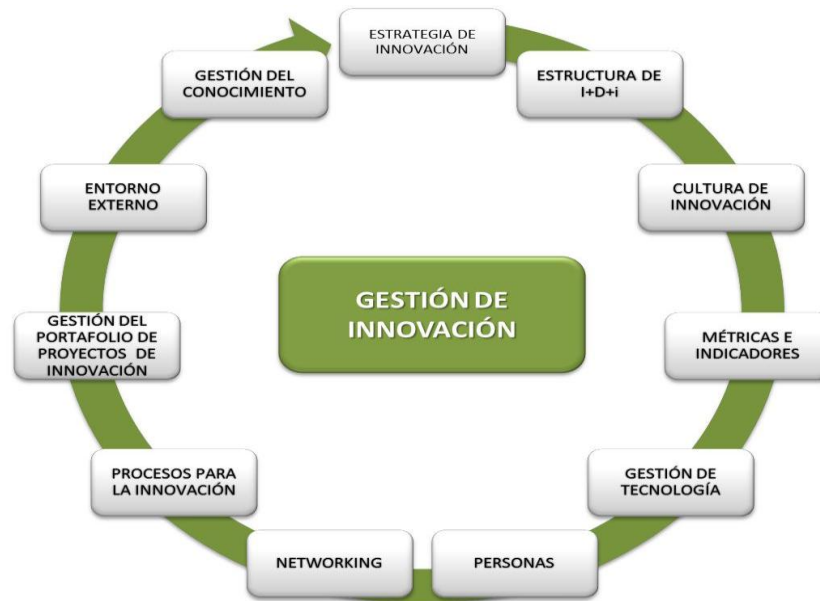 ESTRATEGIA DE
INNOVACIÓN
ESTRUCTURA DE
I+D+i
CULTURA DE
INNOVACIÓN
MÉTRICAS E
INDICADORES
GESTIÓN DE
TECNOLOGÍA
PERSONAS
NETWORKING
PROCESOS PARA
LA INNOVACIÓN
GESTIÓN DEL
PORTAFOLIO DE
PROYECTOS DE
INNOVACIÓN
ENTORNO
EXTERNO
GESTIÓN DEL
CONOCIMIENTO
GESTIÓN DE
INNOVACIÓN